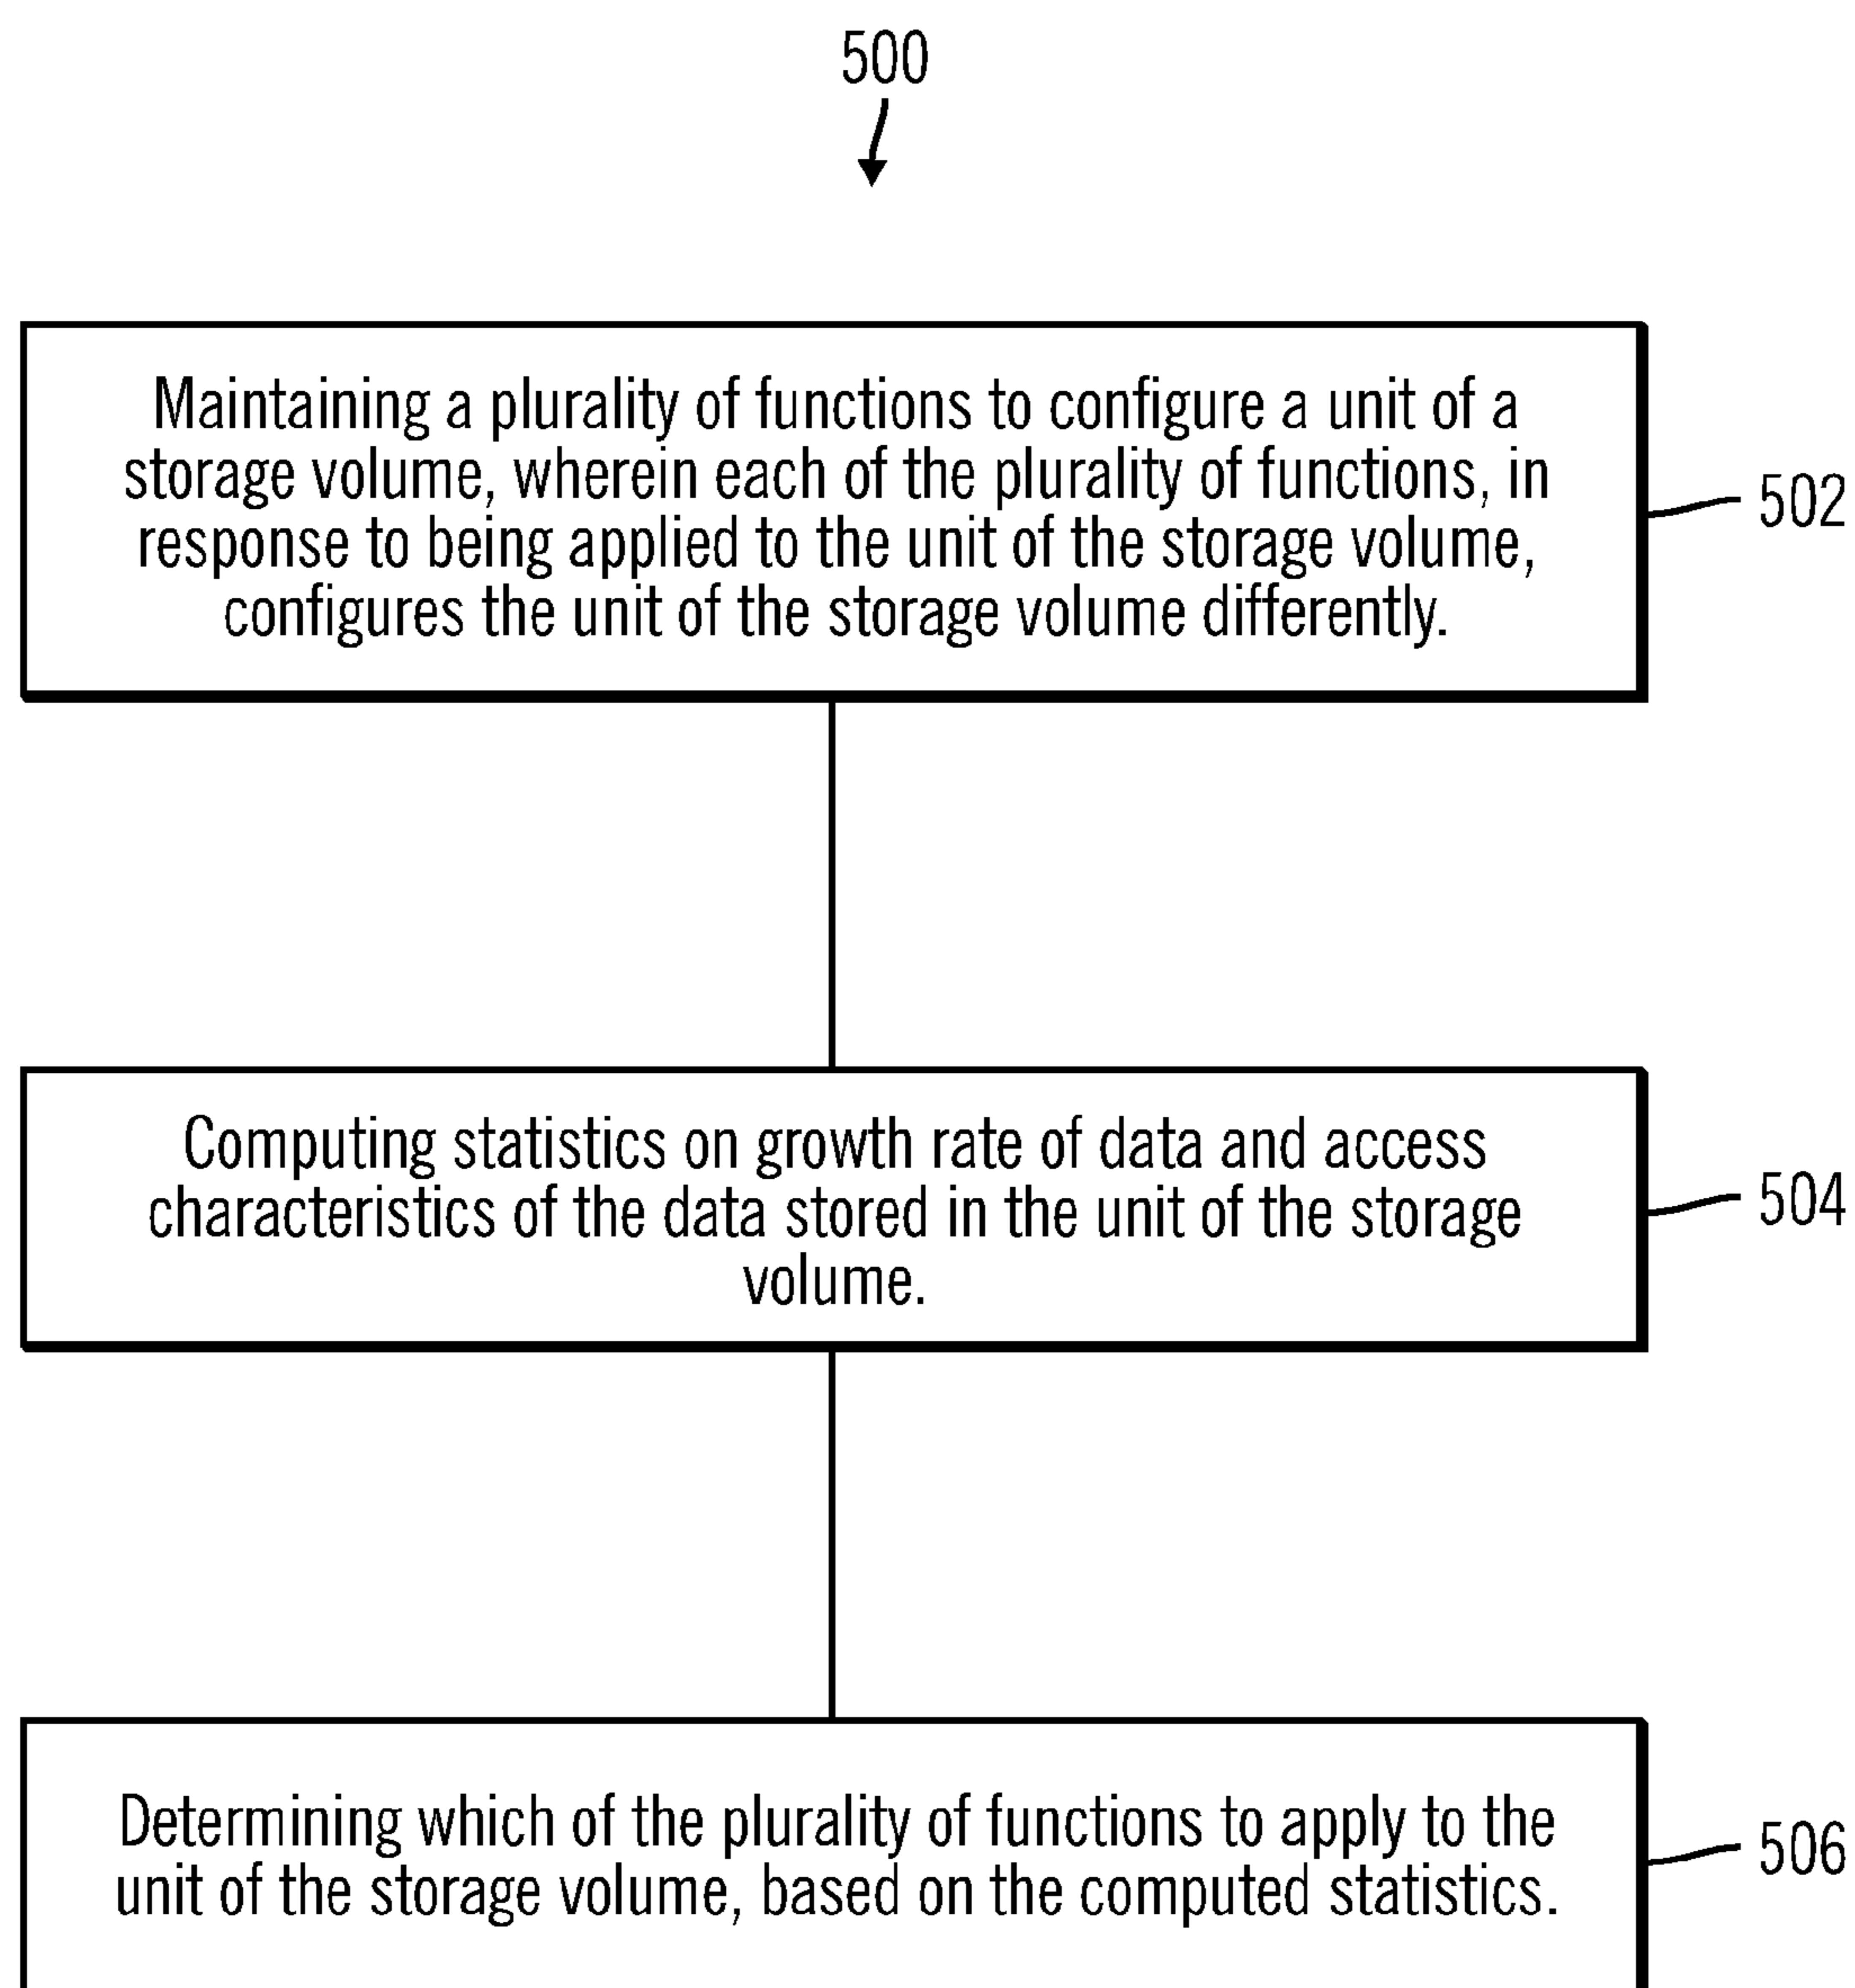 500
Maintaining a plurality of functions to configure a unit of a
storage volume, wherein each of the plurality of functions, in
response to being applied to the unit of the storage volume,
configures the unit of the storage volume differently.
502
Computing statistics on growth rate of data and access
characteristics of the data stored in the unit of the storage
volume.
504
Determining which of the plurality of functions to apply to the
unit of the storage volume, based on the computed statistics.
506